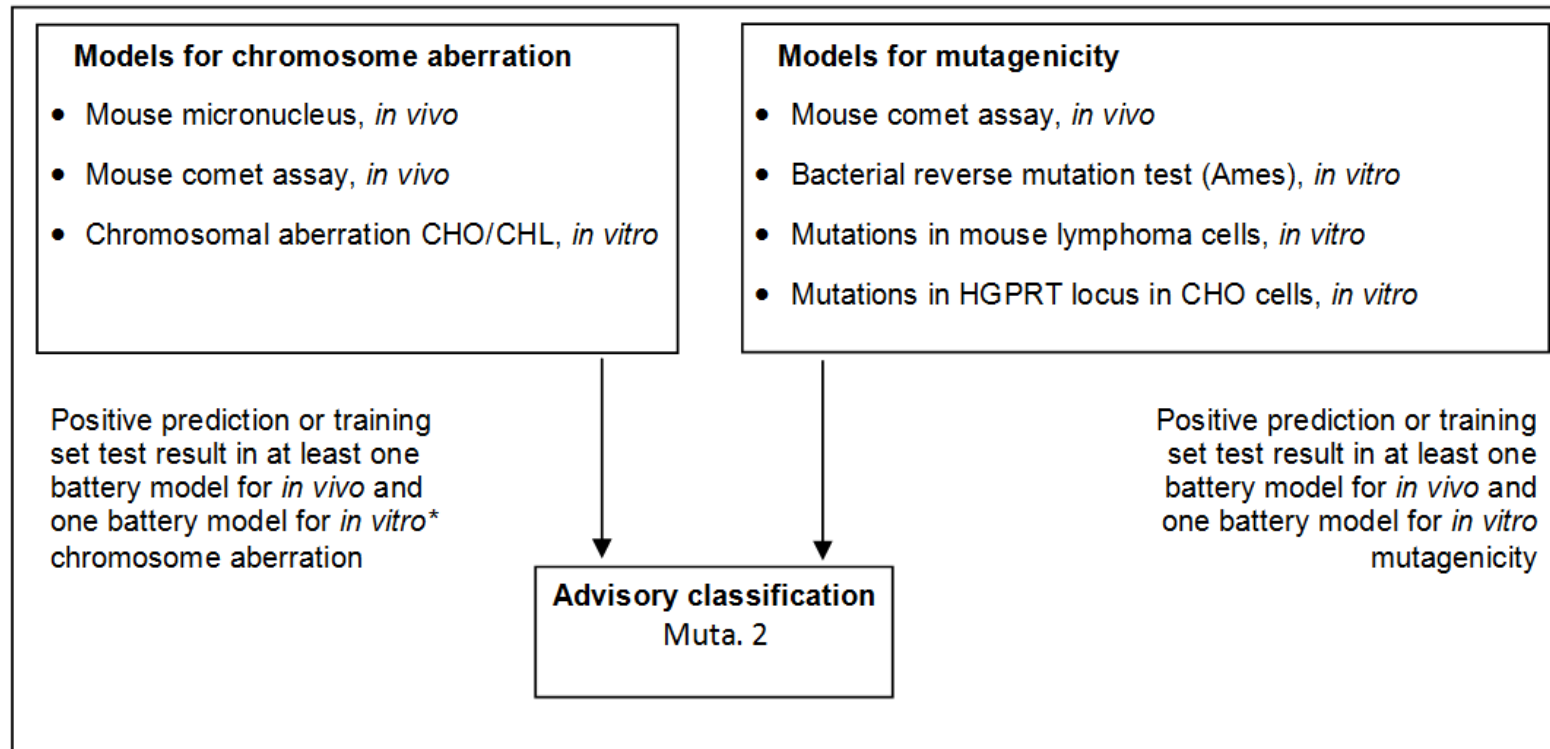 Models for chromosome aberration
• Mouse micronucleus, in vivo
• Mouse comet assay, in vivo
• Chromosomal aberration CHO/CHL, in vitro
Models for mutagenicity
• Mouse comet assay, in vivo
• Bacterial reverse mutation test (Ames), in vitro
• Mutations in mouse lymphoma cells, in vitro
• Mutations in HGPRT locus in CHO cells, in vitro
Positive prediction or training
set test result in at least one
battery model for in vivo and
one battery model for in vitro*
chromosome aberration
Positive prediction or training
set test result in at least one
battery model for in vivo and
one battery model for in vitro
mutagenicity
Advisory classification
Muta. 2